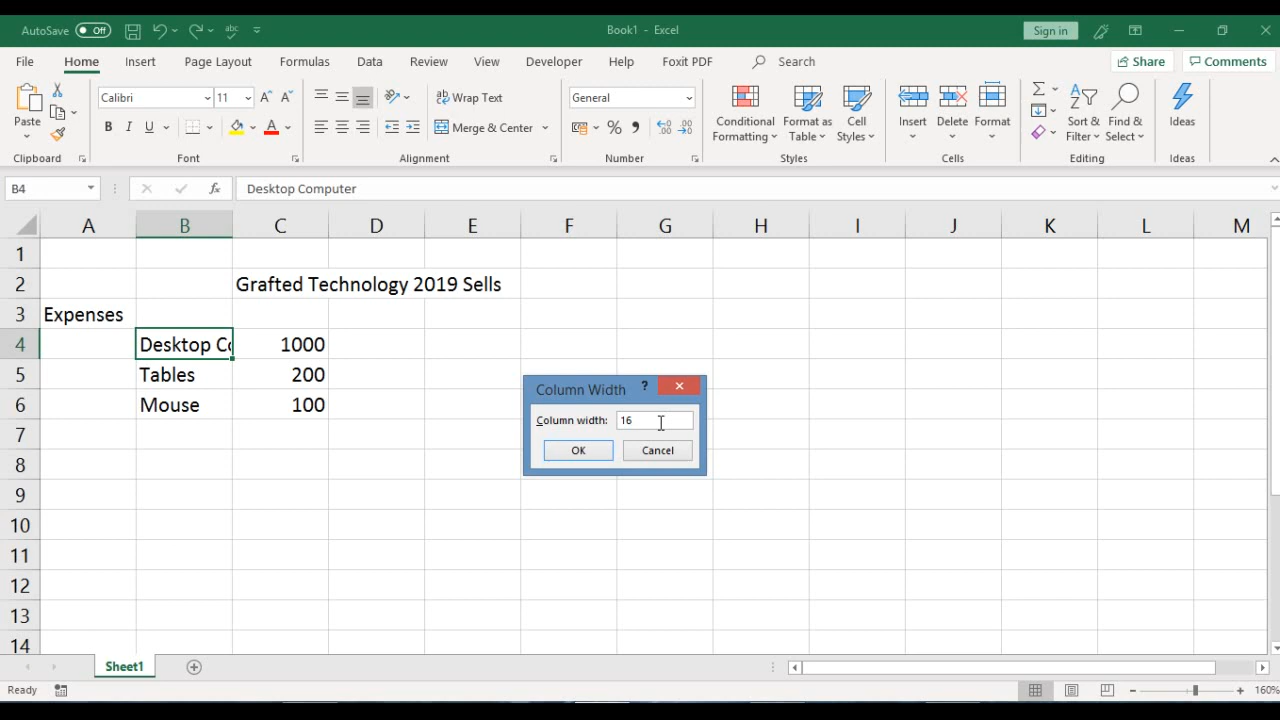 AutoSave Off Book1 - Excel Sign in
File Home Insert Page Layout Formulas Data Review View Developer Help Foxit PDF Search Share Comments
Calibri 11 Wrap Text General
Paste B I U Merge & Center % , Conditional Formatting Format as Table Cell Styles Insert Delete Format Sort & Filter Find & Select Ideas
Clipboard Font Alignment Number Styles Cells Editing Ideas
B4 fx Desktop Computer
A B C D E F G H I J K L M
1
2 Grafted Technology 2019 Sells
3 Expenses
4 Desktop Co 1000
5 Tables 200
6 Mouse 100
7
8
9
10
11
12
13
14
Column Width ?
Column width: 16
OK Cancel
Sheet1
Ready 160%